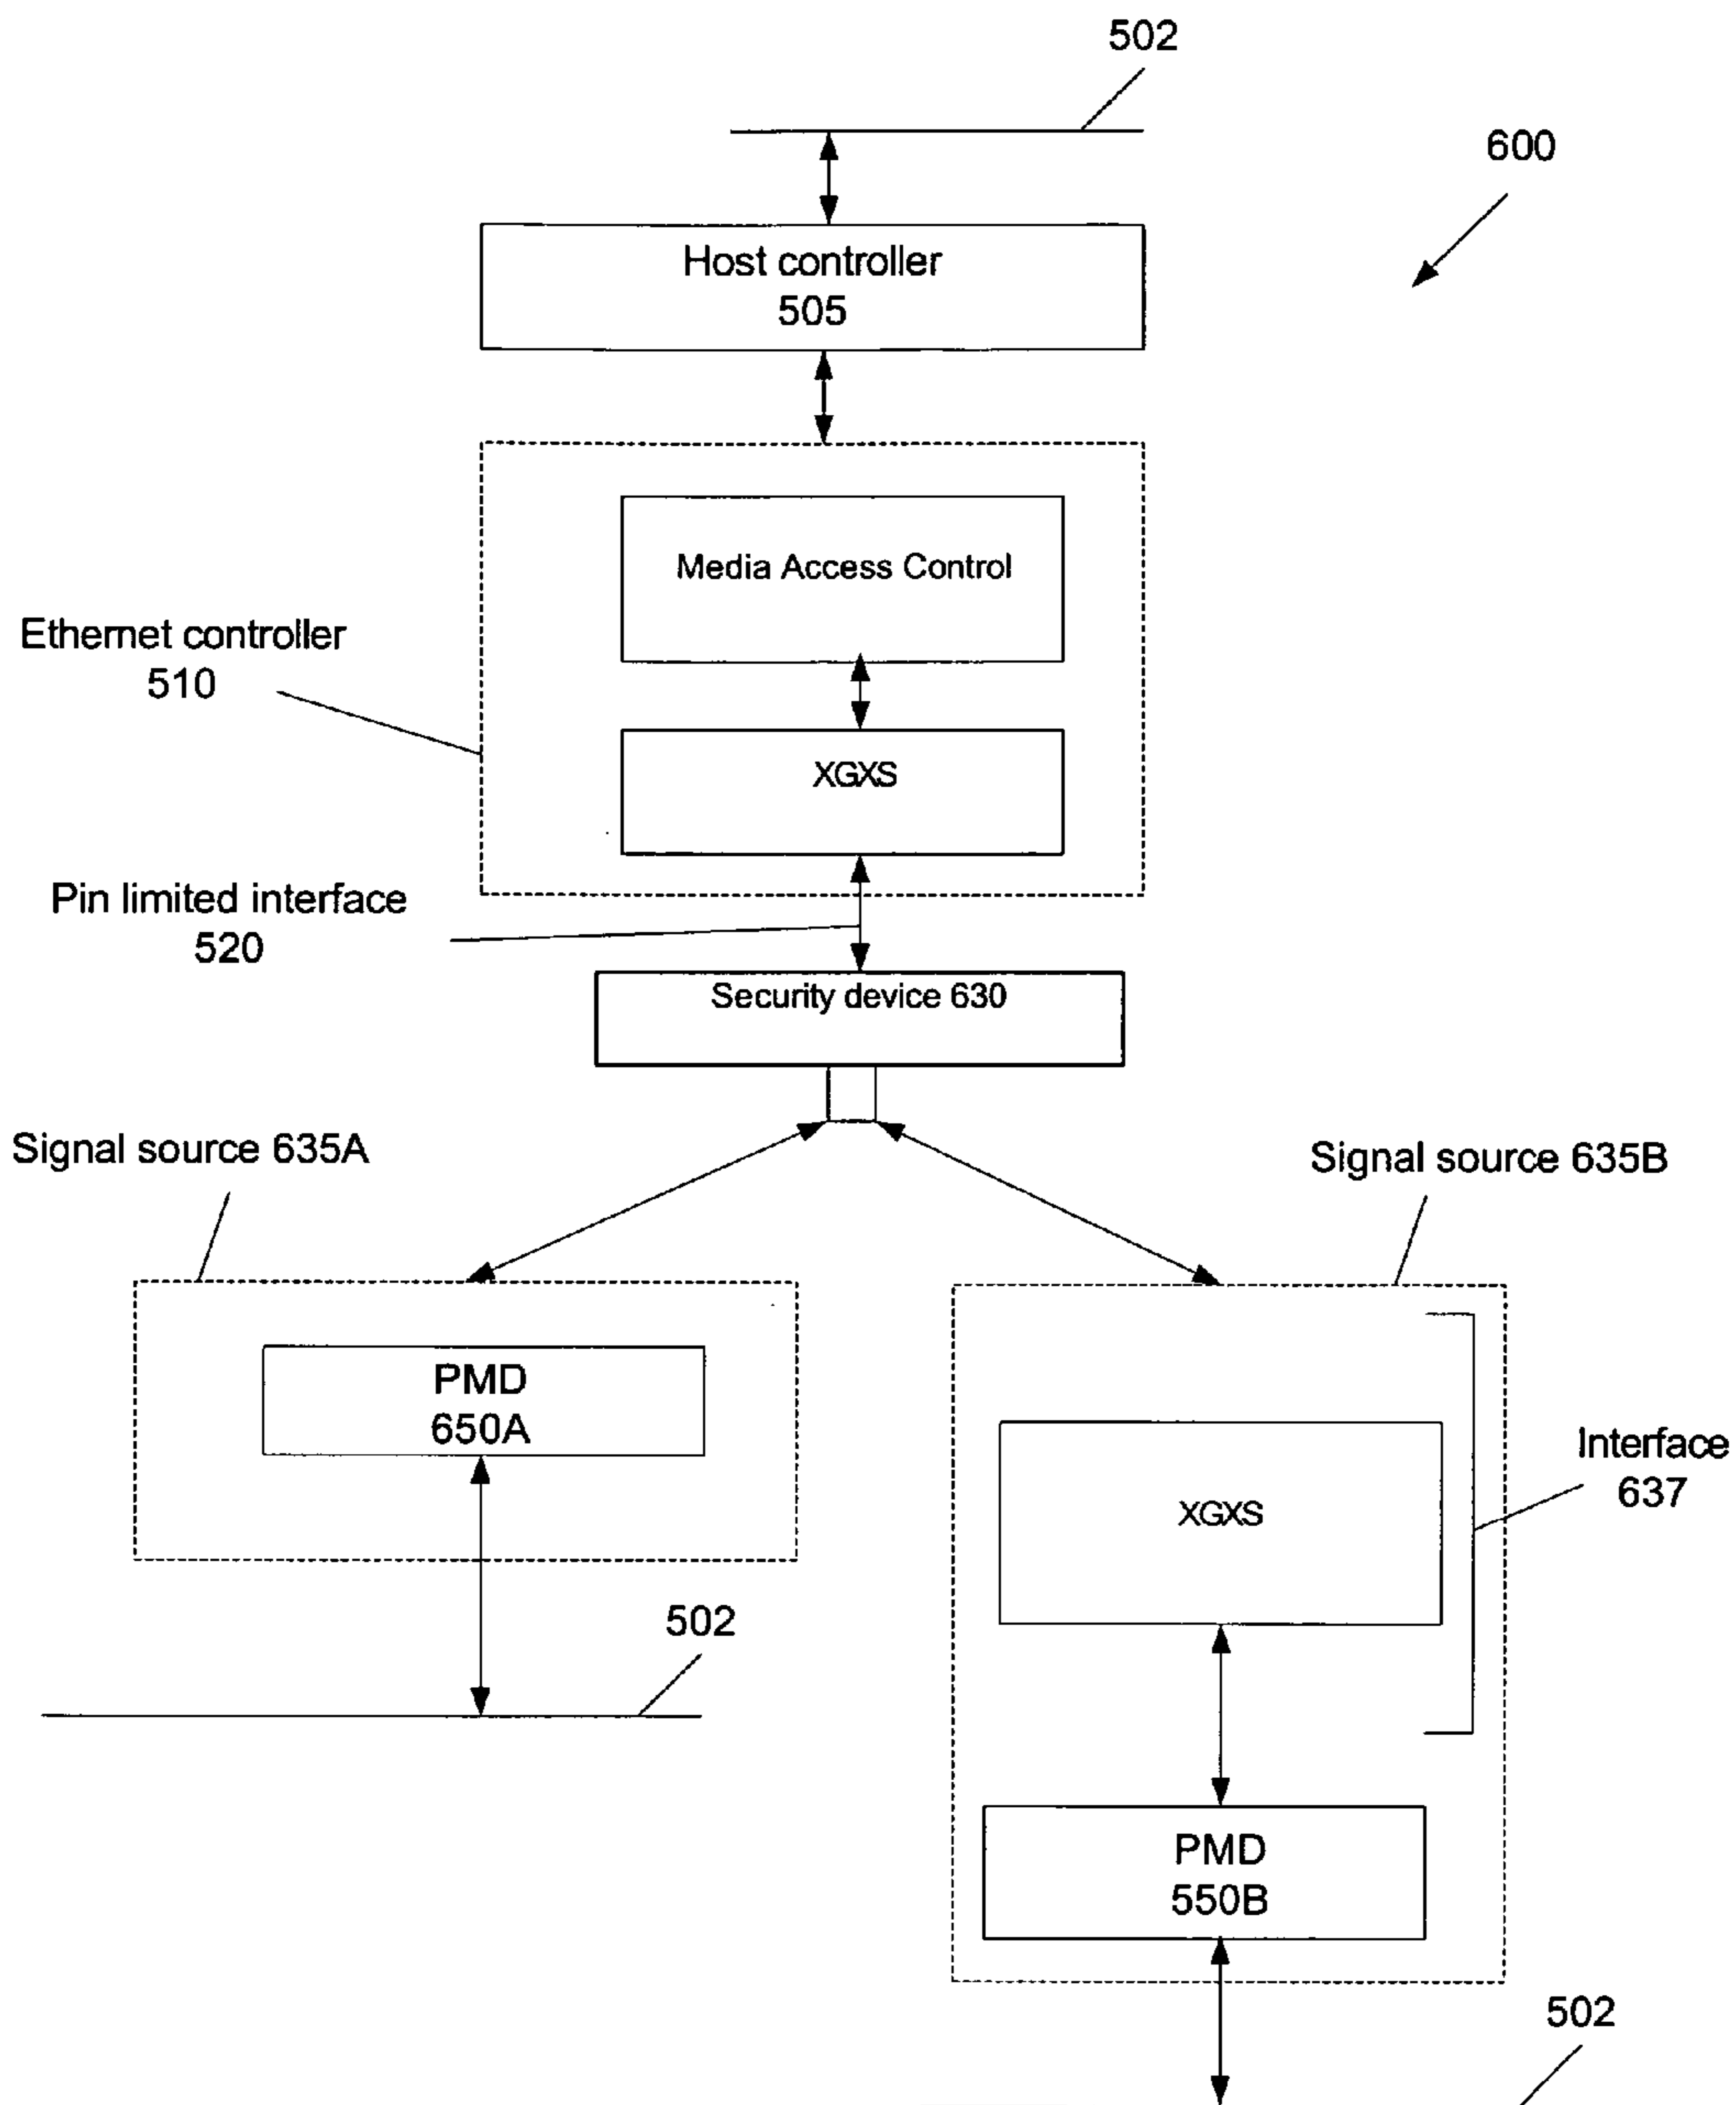 502
600
Host controller
505
Media Access Control
Ethernet controller
510
XGXS
Pin limited interface
520
Security device 630
Signal source 635A
Signal source 635B
PMD
650A
Interface
637
XGXS
502
PMD
550B
502